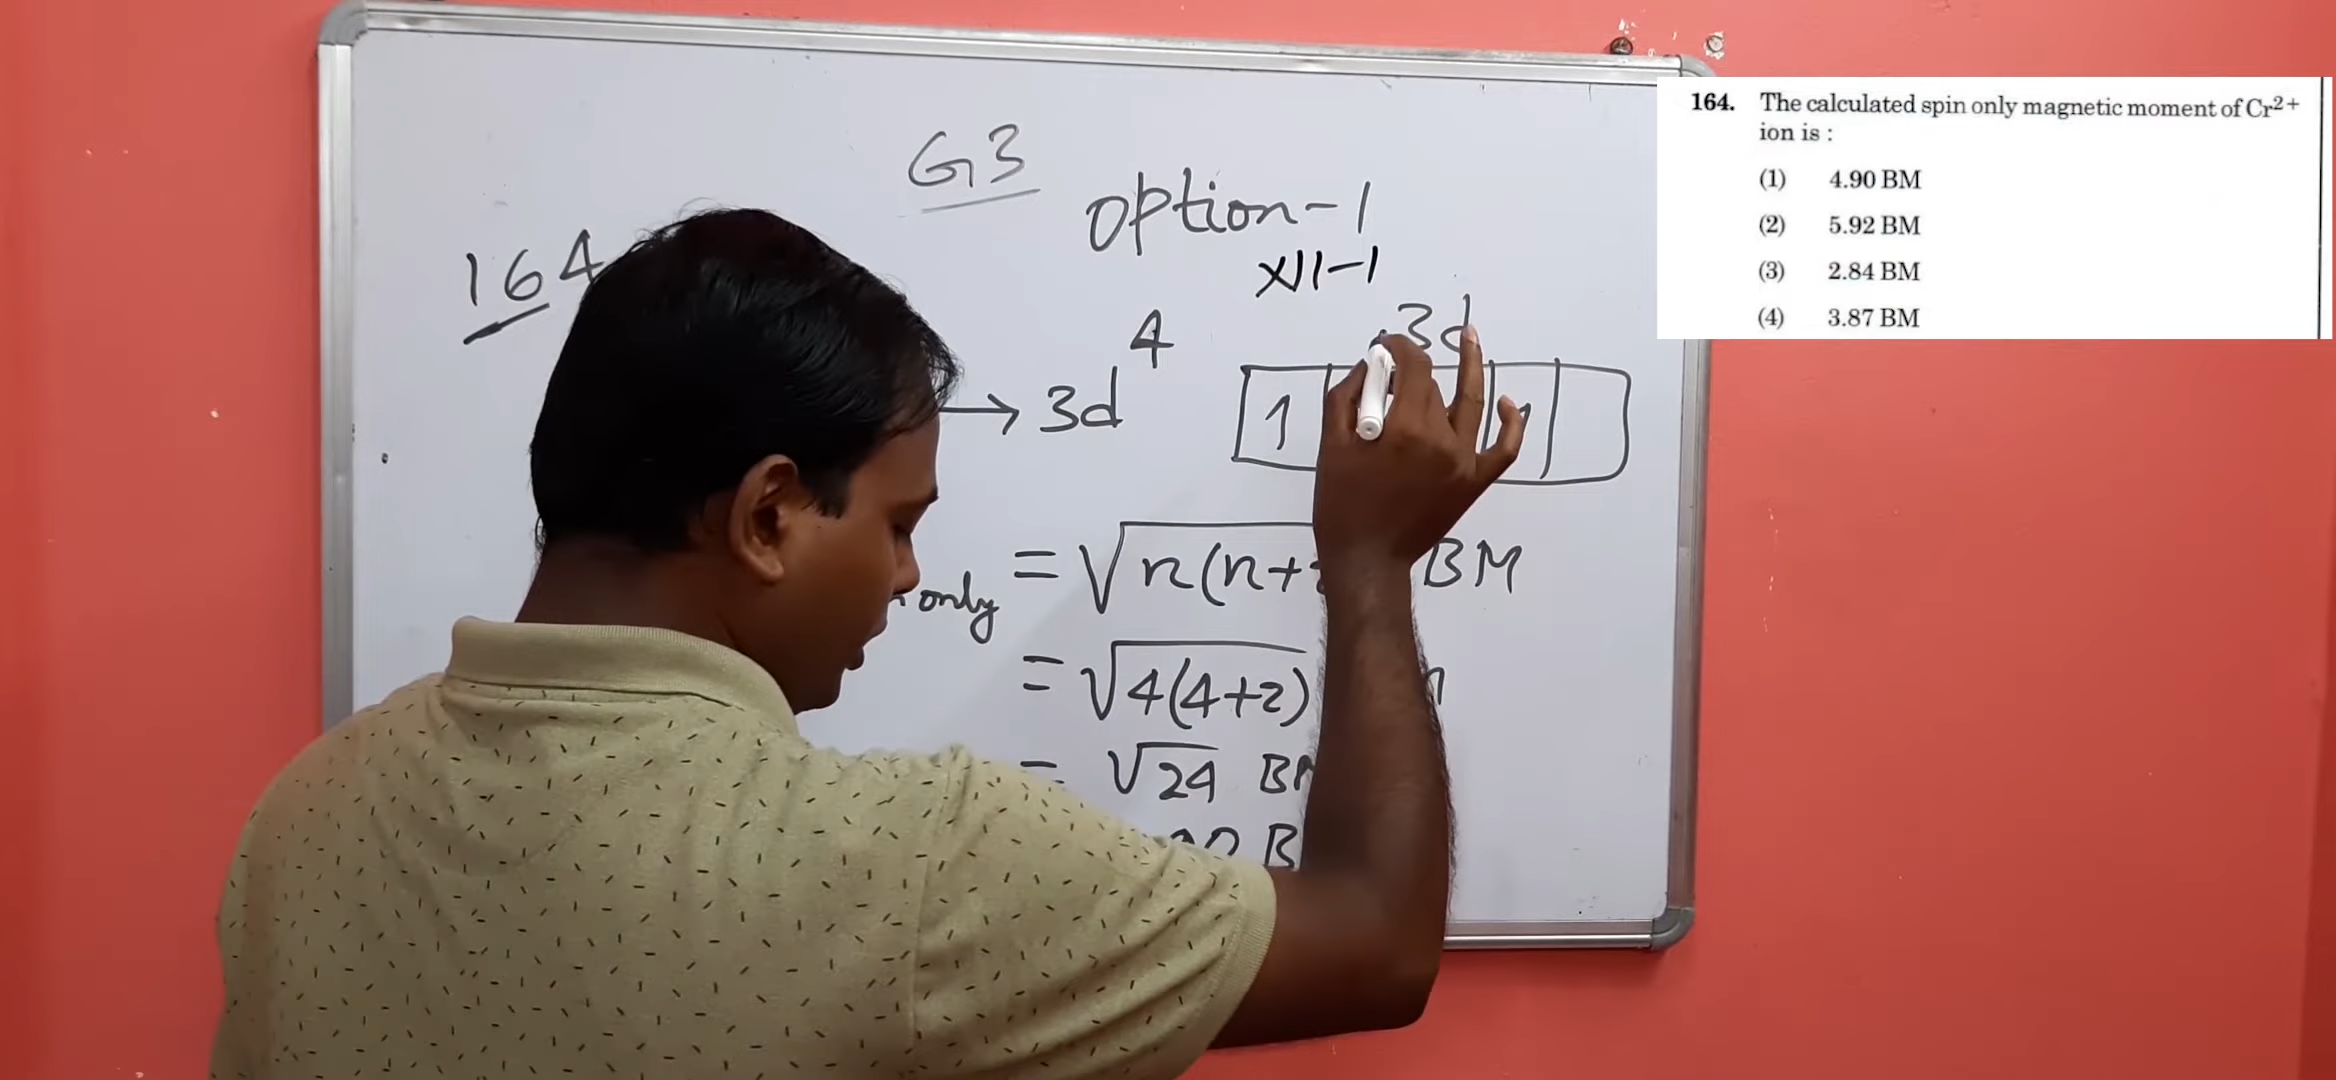 G3
option-1
XII-1
164
→ 3d⁴
3d
1
1
only = √n(n+ BM
= √4(4+2)
= √24
164. The calculated spin only magnetic moment of Cr²⁺
ion is :
(1) 4.90 BM
(2) 5.92 BM
(3) 2.84 BM
(4) 3.87 BM